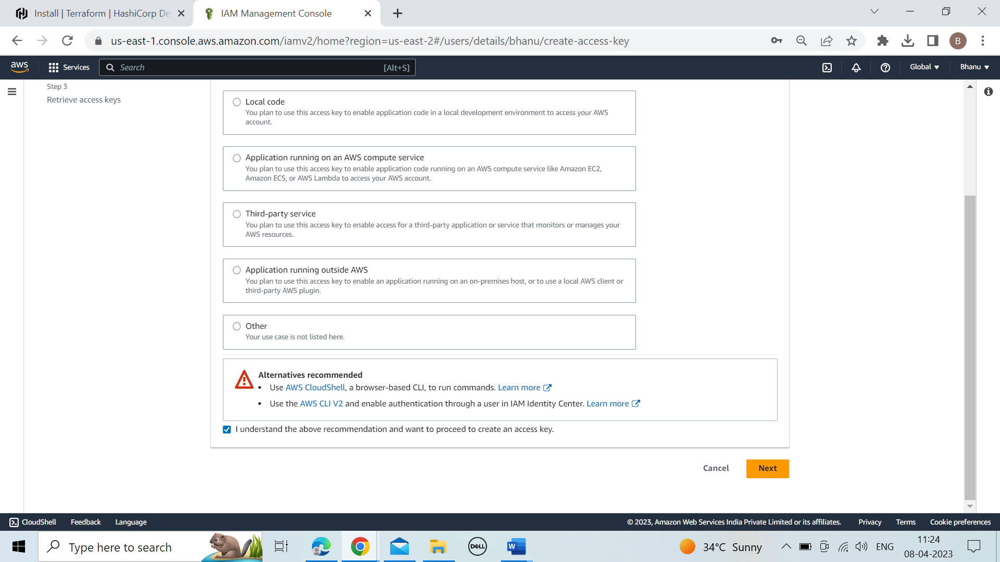 Install | Terraform | HashiCorp De
IAM Management Console
us-east-1.console.aws.amazon.com/iamv2/home?region=us-east-2#/users/details/bhanu/create-access-key
B
aws
Services
Search
[Alt+S]
Global
Bhanu
Step 3
Retrieve access keys
Local code
You plan to use this access key to enable application code in a local development environment to access your AWS
account.
Application running on an AWS compute service
You plan to use this access key to enable application code running on an AWS compute service like Amazon EC2,
Amazon ECS, or AWS Lambda to access your AWS account.
Third-party service
You plan to use this access key to enable access for a third-party application or service that monitors or manages your
AWS resources.
Application running outside AWS
You plan to use this access key to enable an application running on an on-premises host, or to use a local AWS client or
third-party AWS plugin.
Other
Your use case is not listed here.
Alternatives recommended
• Use AWS CloudShell, a browser-based CLI, to run commands. Learn more
• Use the AWS CLI V2 and enable authentication through a user in IAM Identity Center. Learn more
I understand the above recommendation and want to proceed to create an access key.
Cancel
Next
CloudShell
Feedback
Language
© 2023, Amazon Web Services India Private Limited or its affiliates.
Privacy
Terms
Cookie preferences
Type here to search
DELL
W
34°C Sunny
ENG
11:24
08-04-2023